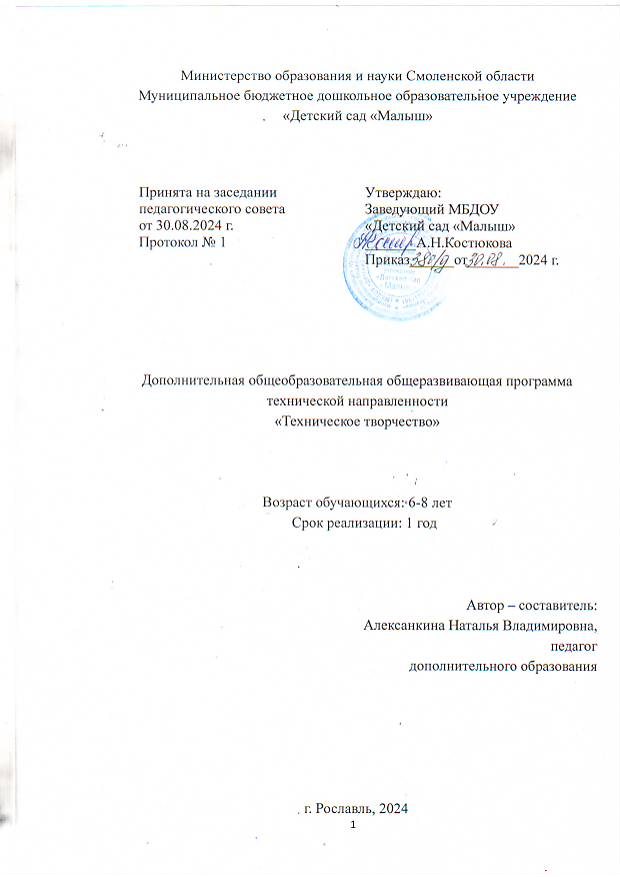 Министерство образования и науки Смоленской области
Муниципальное бюджетное дошкольное образовательное учреждение
«Детский сад «Малыш»
Принята на заседании
педагогического совета
от 30.08.2024 г.
Протокол № 1
Утверждаю:
Заведующий МБДОУ
«Детский сад «Малыш»
А.Н.Костюкова
Приказ 280/д от 30.08. 2024 г.
«Детский сад
«Малыш»
Дополнительная общеобразовательная общеразвивающая программа
технической направленности
«Техническое творчество»
Возраст обучающихся: 6-8 лет
Срок реализации: 1 год
Автор – составитель:
Алексанкина Наталья Владимировна,
педагог
дополнительного образования
г. Рославль, 2024
1